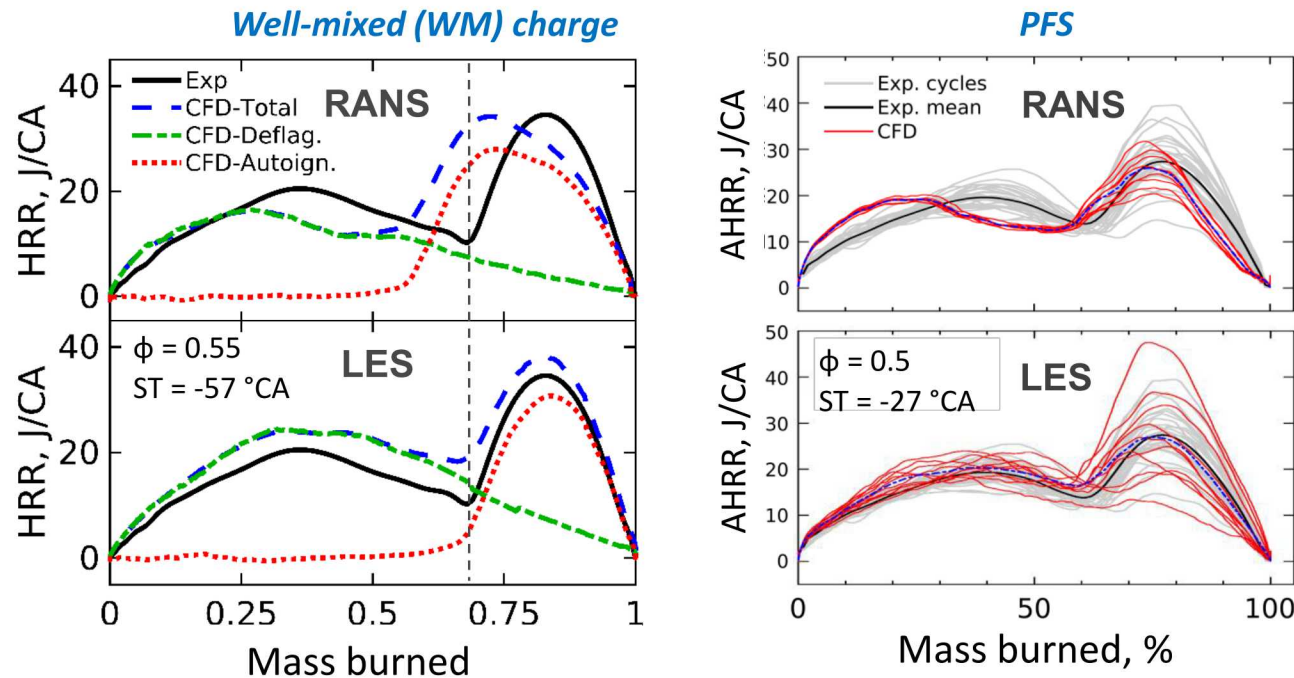 Well-mixed (WM) charge
40
20
0
HRR, J/CA
Exp
CFD-Total
CFD-Deflag.
CFD-Autoign.
RANS
40
20
0
HRR, J/CA
ϕ = 0.55
ST = -57 °CA
LES
0
0.25
0.5
0.75
1
Mass burned
PFS
50
40
30
20
10
0
AHRR, J/CA
Exp. cycles
Exp. mean
CFD
RANS
50
40
30
20
10
0
AHRR, J/CA
ϕ = 0.5
ST = -27 °CA
LES
0
50
100
Mass burned, %